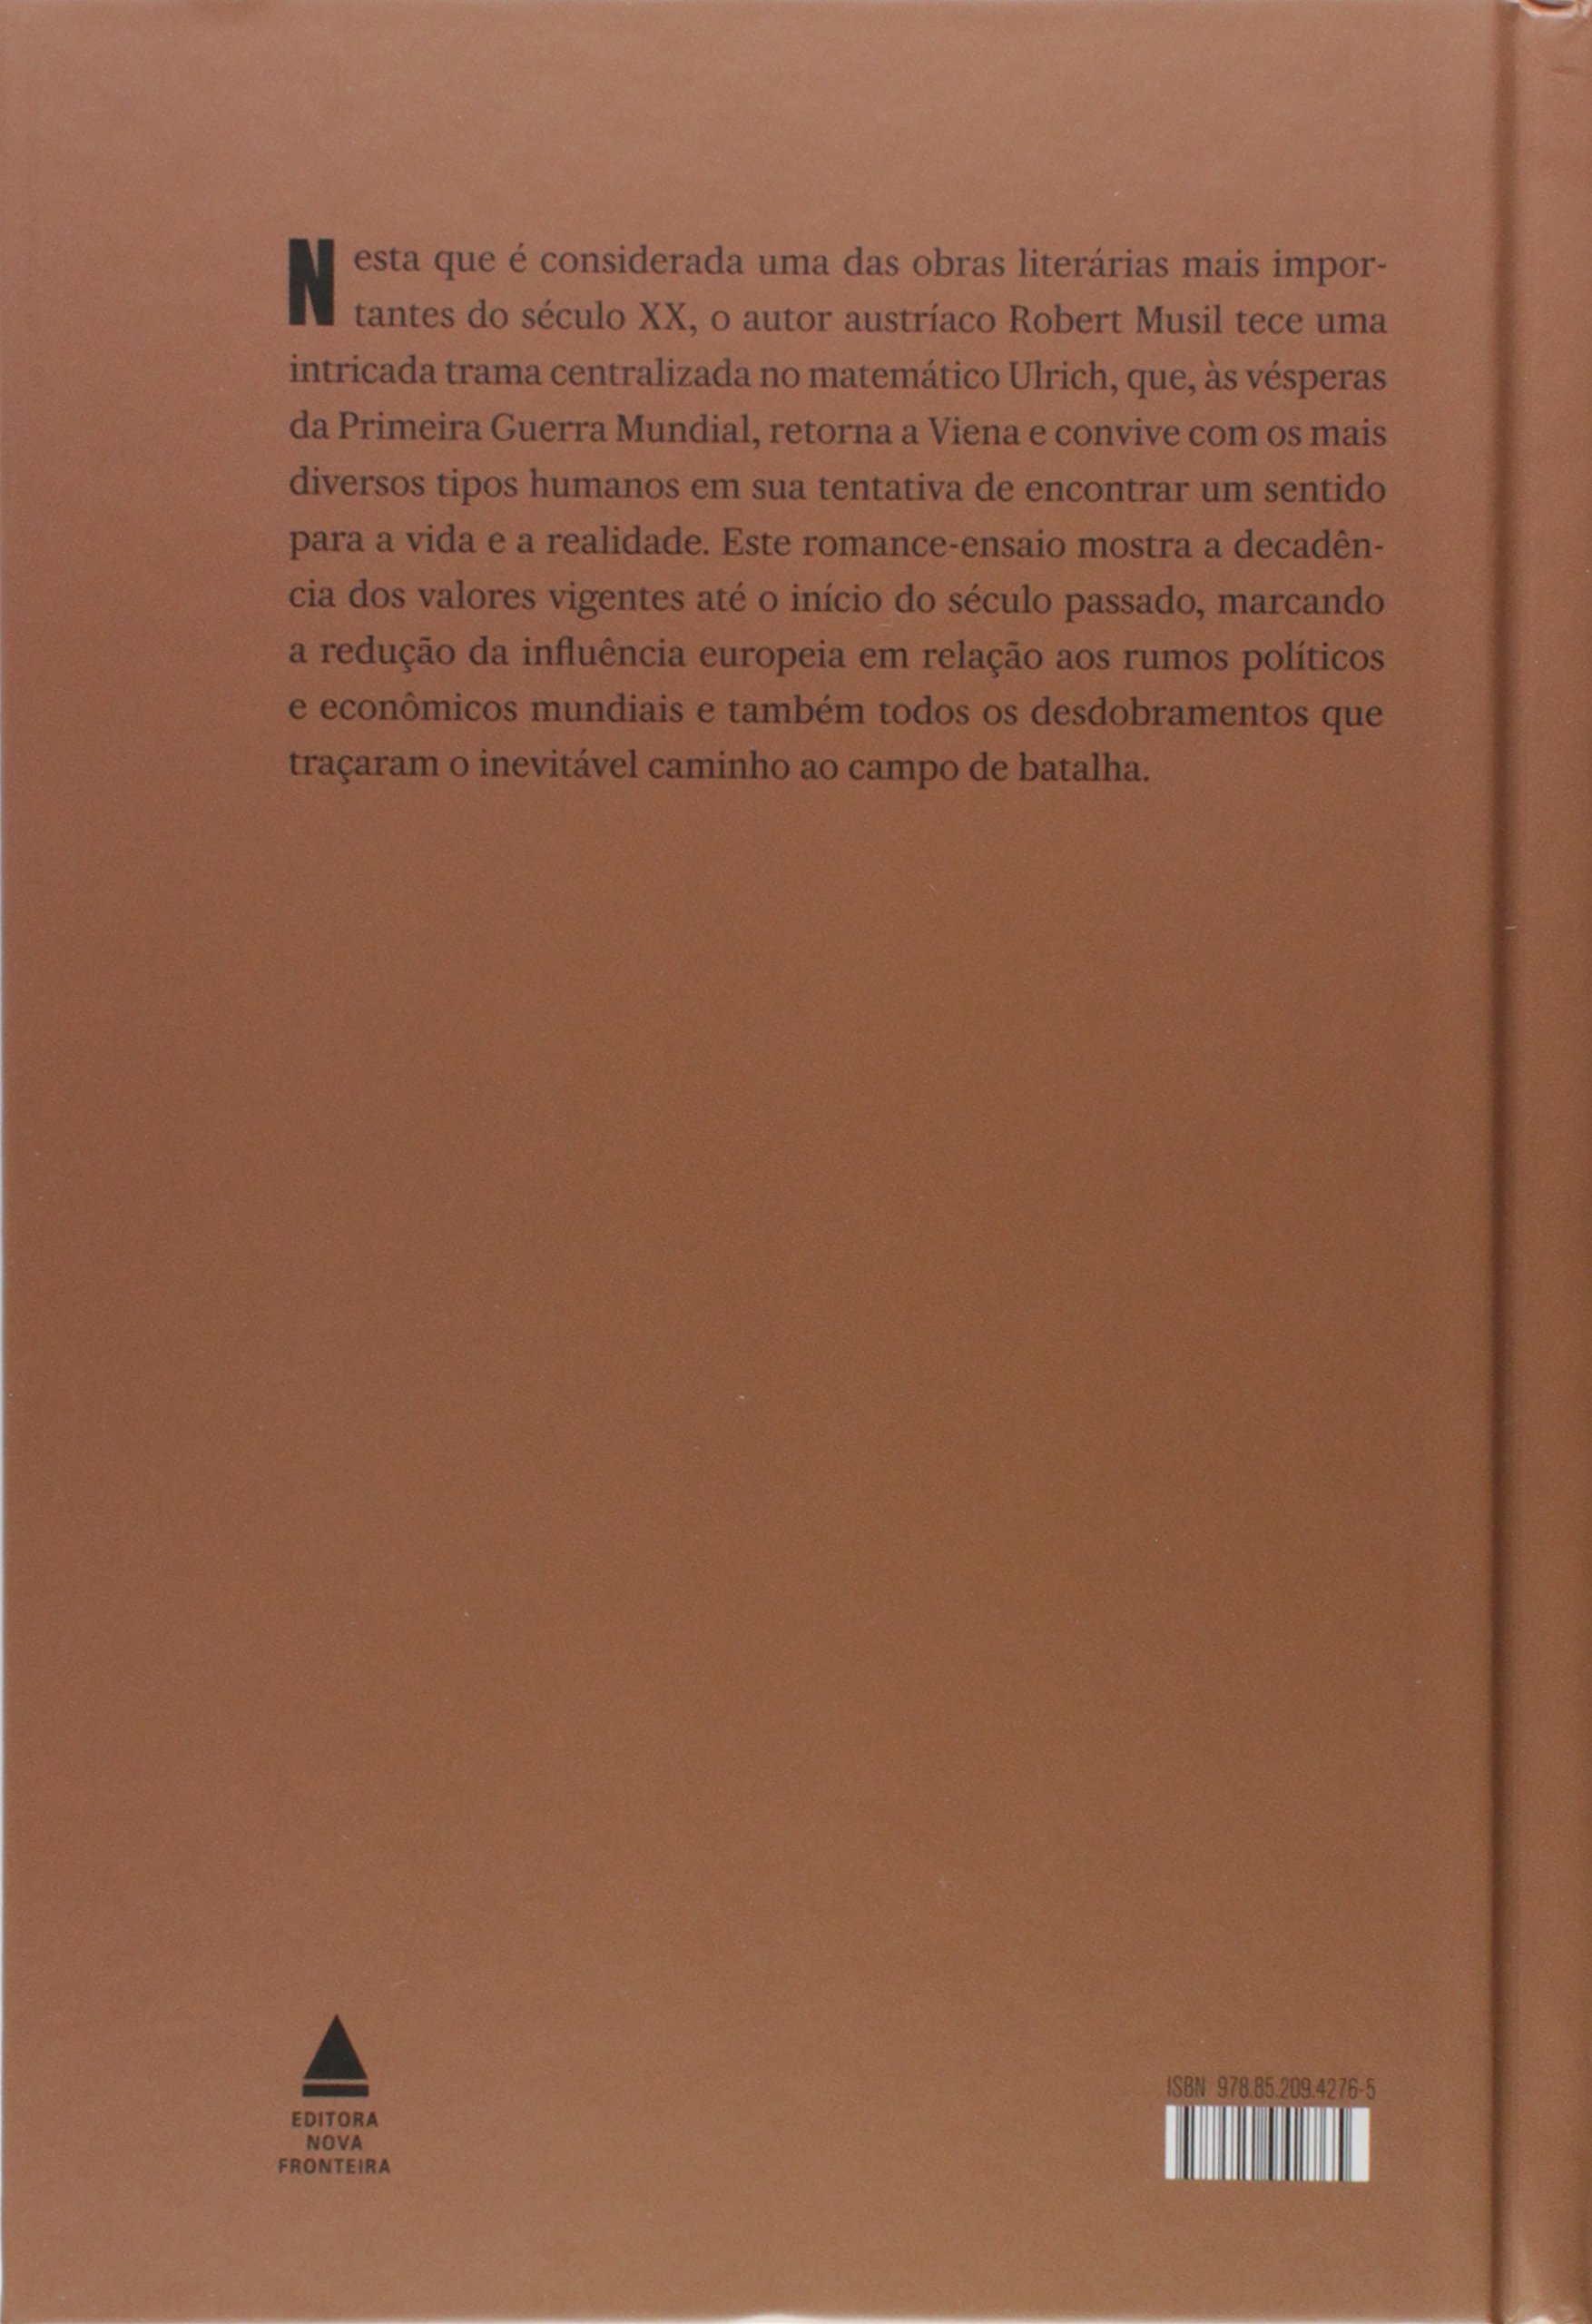 Nesta que é considerada uma das obras literárias mais impor-
tantes do século XX, o autor austríaco Robert Musil tece uma
intricada trama centralizada no matemático Ulrich, que, às vésperas
da Primeira Guerra Mundial, retorna a Viena e convive com os mais
diversos tipos humanos em sua tentativa de encontrar um sentido
para a vida e a realidade. Este romance-ensaio mostra a decadên-
cia dos valores vigentes até o início do século passado, marcando
a redução da influência europeia em relação aos rumos políticos
e econômicos mundiais e também todos os desdobramentos que
traçaram o inevitável caminho ao campo de batalha.
EDITORA
NOVA
FRONTEIRA
ISBN 978.85.209.4276-5